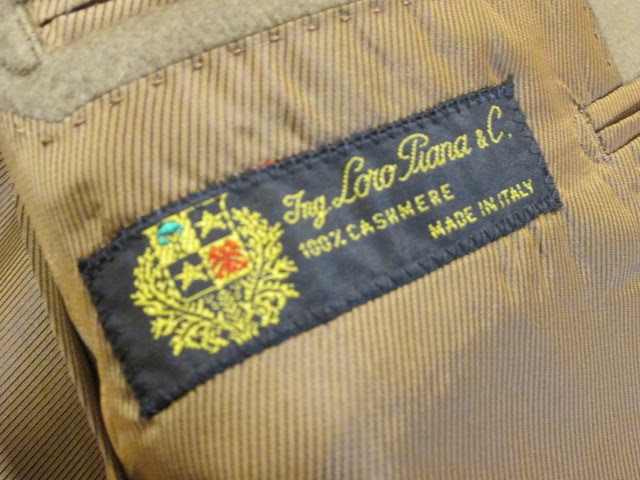 Ing Loro Piana & C.
100% CASHMERE
MADE IN ITALY